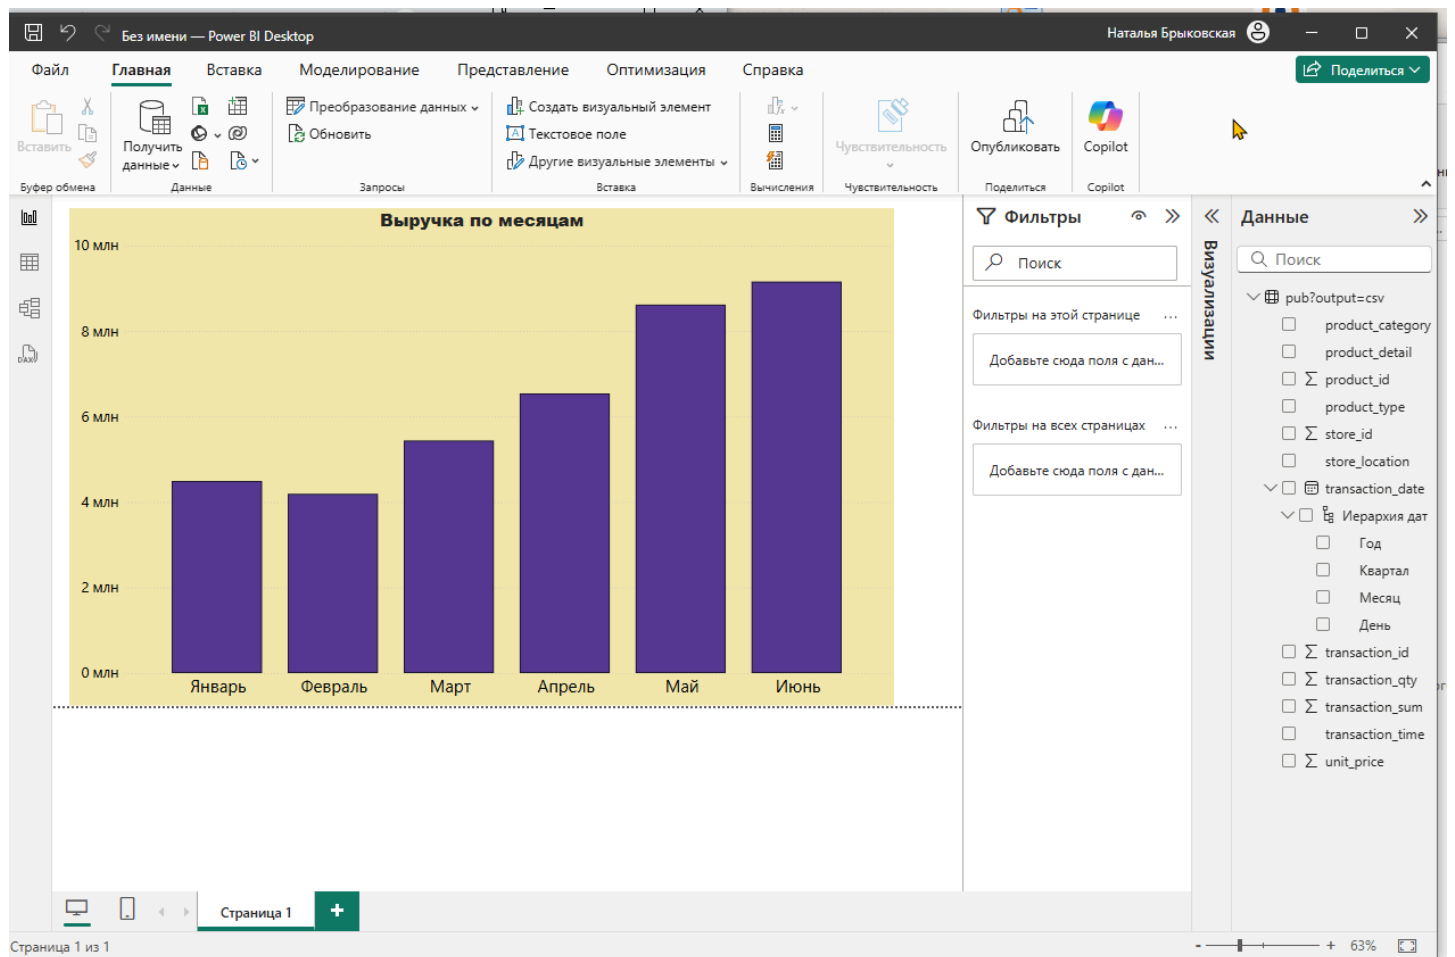 Без имени — Power BI Desktop
Наталья Брыковская
Файл Главная Вставка Моделирование Представление Оптимизация Справка
Поделиться
Вставить
Буфер обмена
Получить
данные
Данные
Преобразование данных
Обновить
Запросы
Создать визуальный элемент
Текстовое поле
Другие визуальные элементы
Вставка
Вычисления
Чувствительность
Чувствительность
Опубликовать
Поделиться
Copilot
Copilot
Выручка по месяцам
10 млн
8 млн
6 млн
4 млн
2 млн
0 млн
Январь Февраль Март Апрель Май Июнь
Фильтры
Поиск
Фильтры на этой странице ...
Добавьте сюда поля с дан...
Фильтры на всех страницах ...
Добавьте сюда поля с дан...
Визуализации
Данные
Поиск
pub?output=csv
product_category
product_detail
∑ product_id
product_type
∑ store_id
store_location
transaction_date
Иерархия дат
Год
Квартал
Месяц
День
∑ transaction_id
∑ transaction_qty
∑ transaction_sum
transaction_time
∑ unit_price
Страница 1 +
Страница 1 из 1
- + 63%